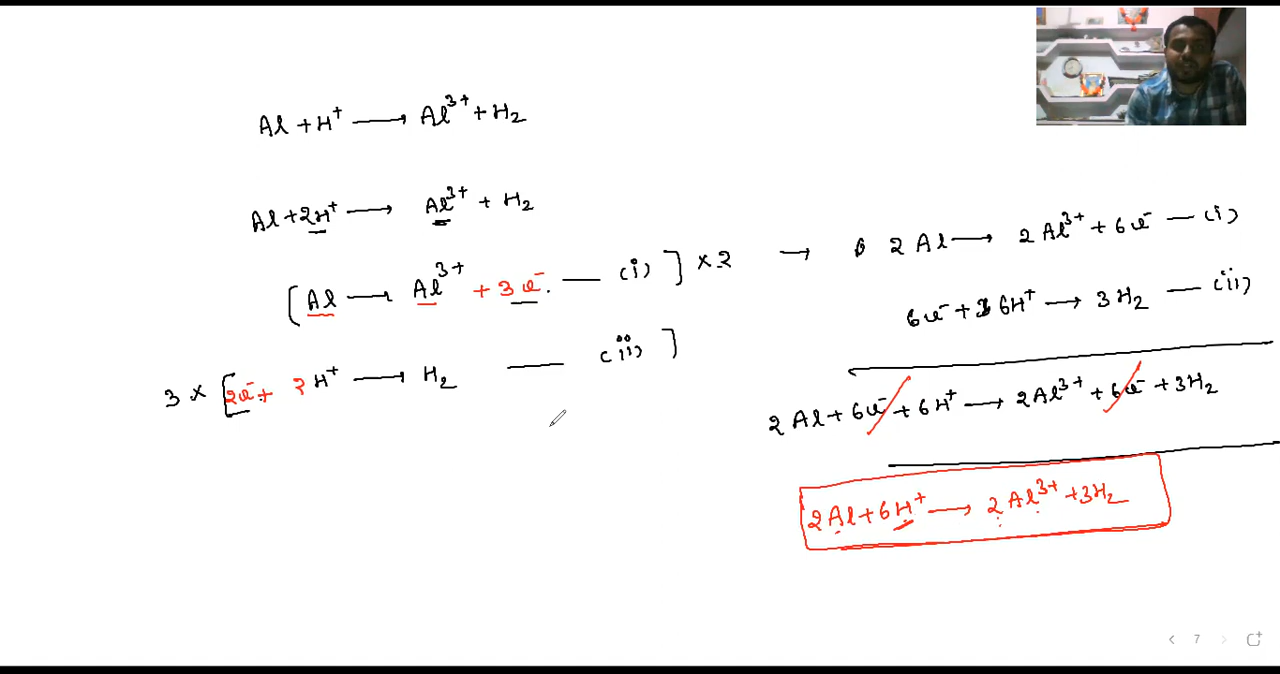 Al + H⁺ ⟶ Al³⁺ + H₂
Al + 2H⁺ ⟶ Al³⁺ + H₂
[Al ⟶ Al³⁺ + 3e⁻. — (i)] × 2 ⟶ 2Al ⟶ 2Al³⁺ + 6e⁻ — (i)
3 × [2e⁻ + 2H⁺ ⟶ H₂ — (ii)]
6e⁻ + 6H⁺ ⟶ 3H₂ — (ii)
2Al + 6e⁻ + 6H⁺ ⟶ 2Al³⁺ + 6e⁻ + 3H₂
2Al + 6H⁺ ⟶ 2Al³⁺ + 3H₂
< 7 >